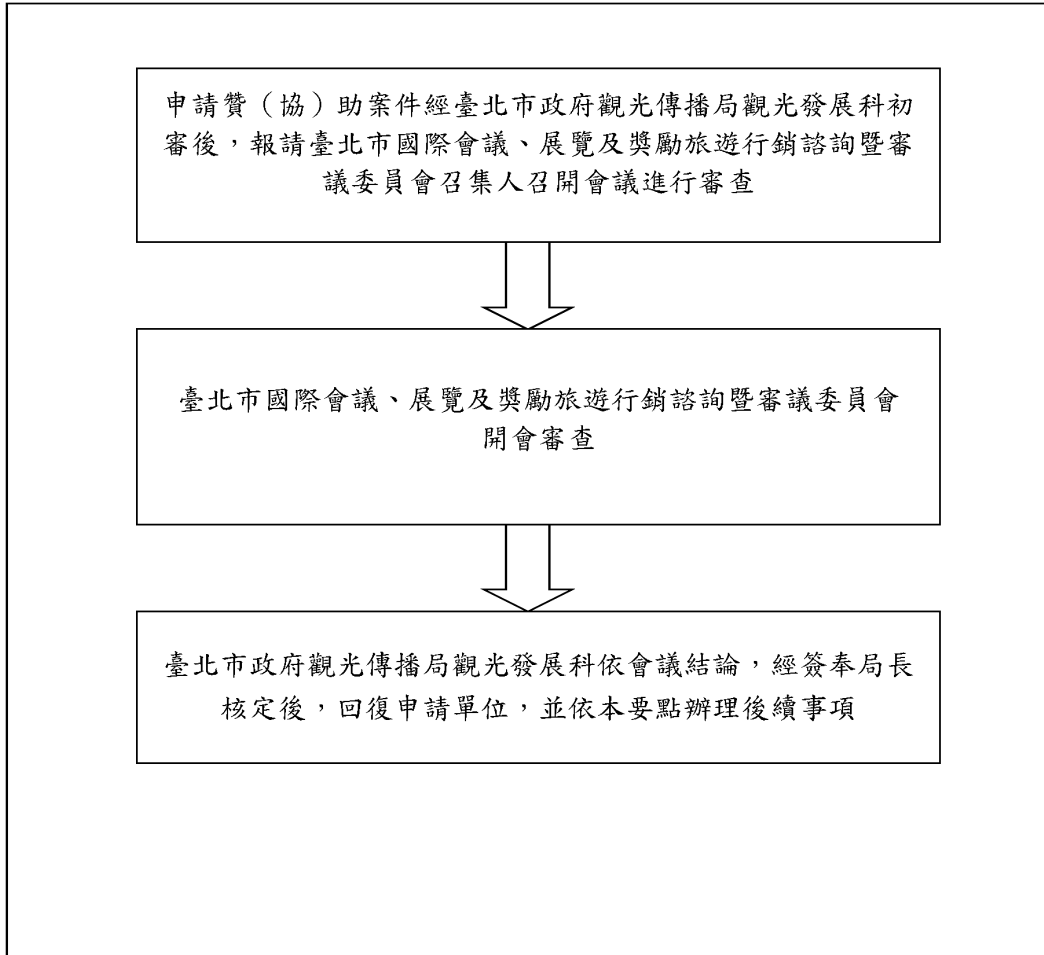 申請贊（協）助案件經臺北市政府觀光傳播局觀光發展科初
審後，報請臺北市國際會議、展覽及獎勵旅遊行銷諮詢暨審
議委員會召集人召開會議進行審查
臺北市國際會議、展覽及獎勵旅遊行銷諮詢暨審議委員會
開會審查
臺北市政府觀光傳播局觀光發展科依會議結論，經簽奉局長
核定後，回復申請單位，並依本要點辦理後續事項